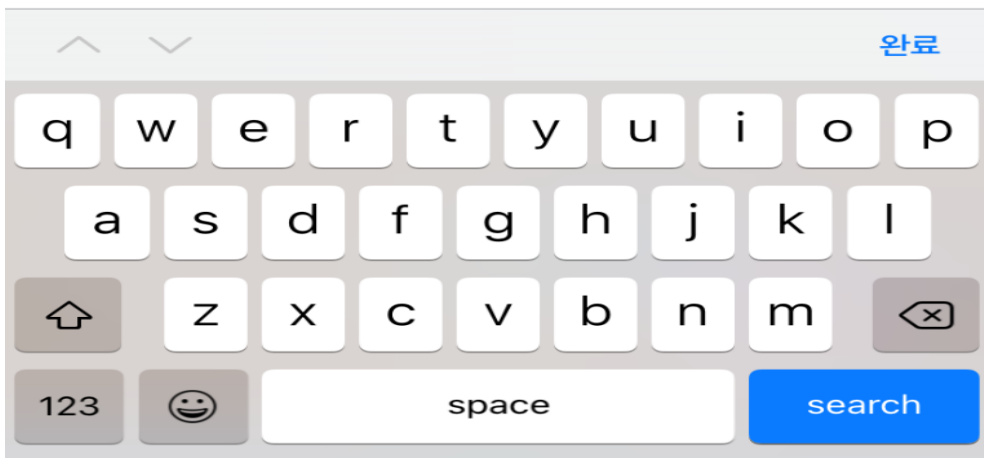 완료
q w e r t y u i o p
a s d f g h j k l
z x c v b n m
123 space search